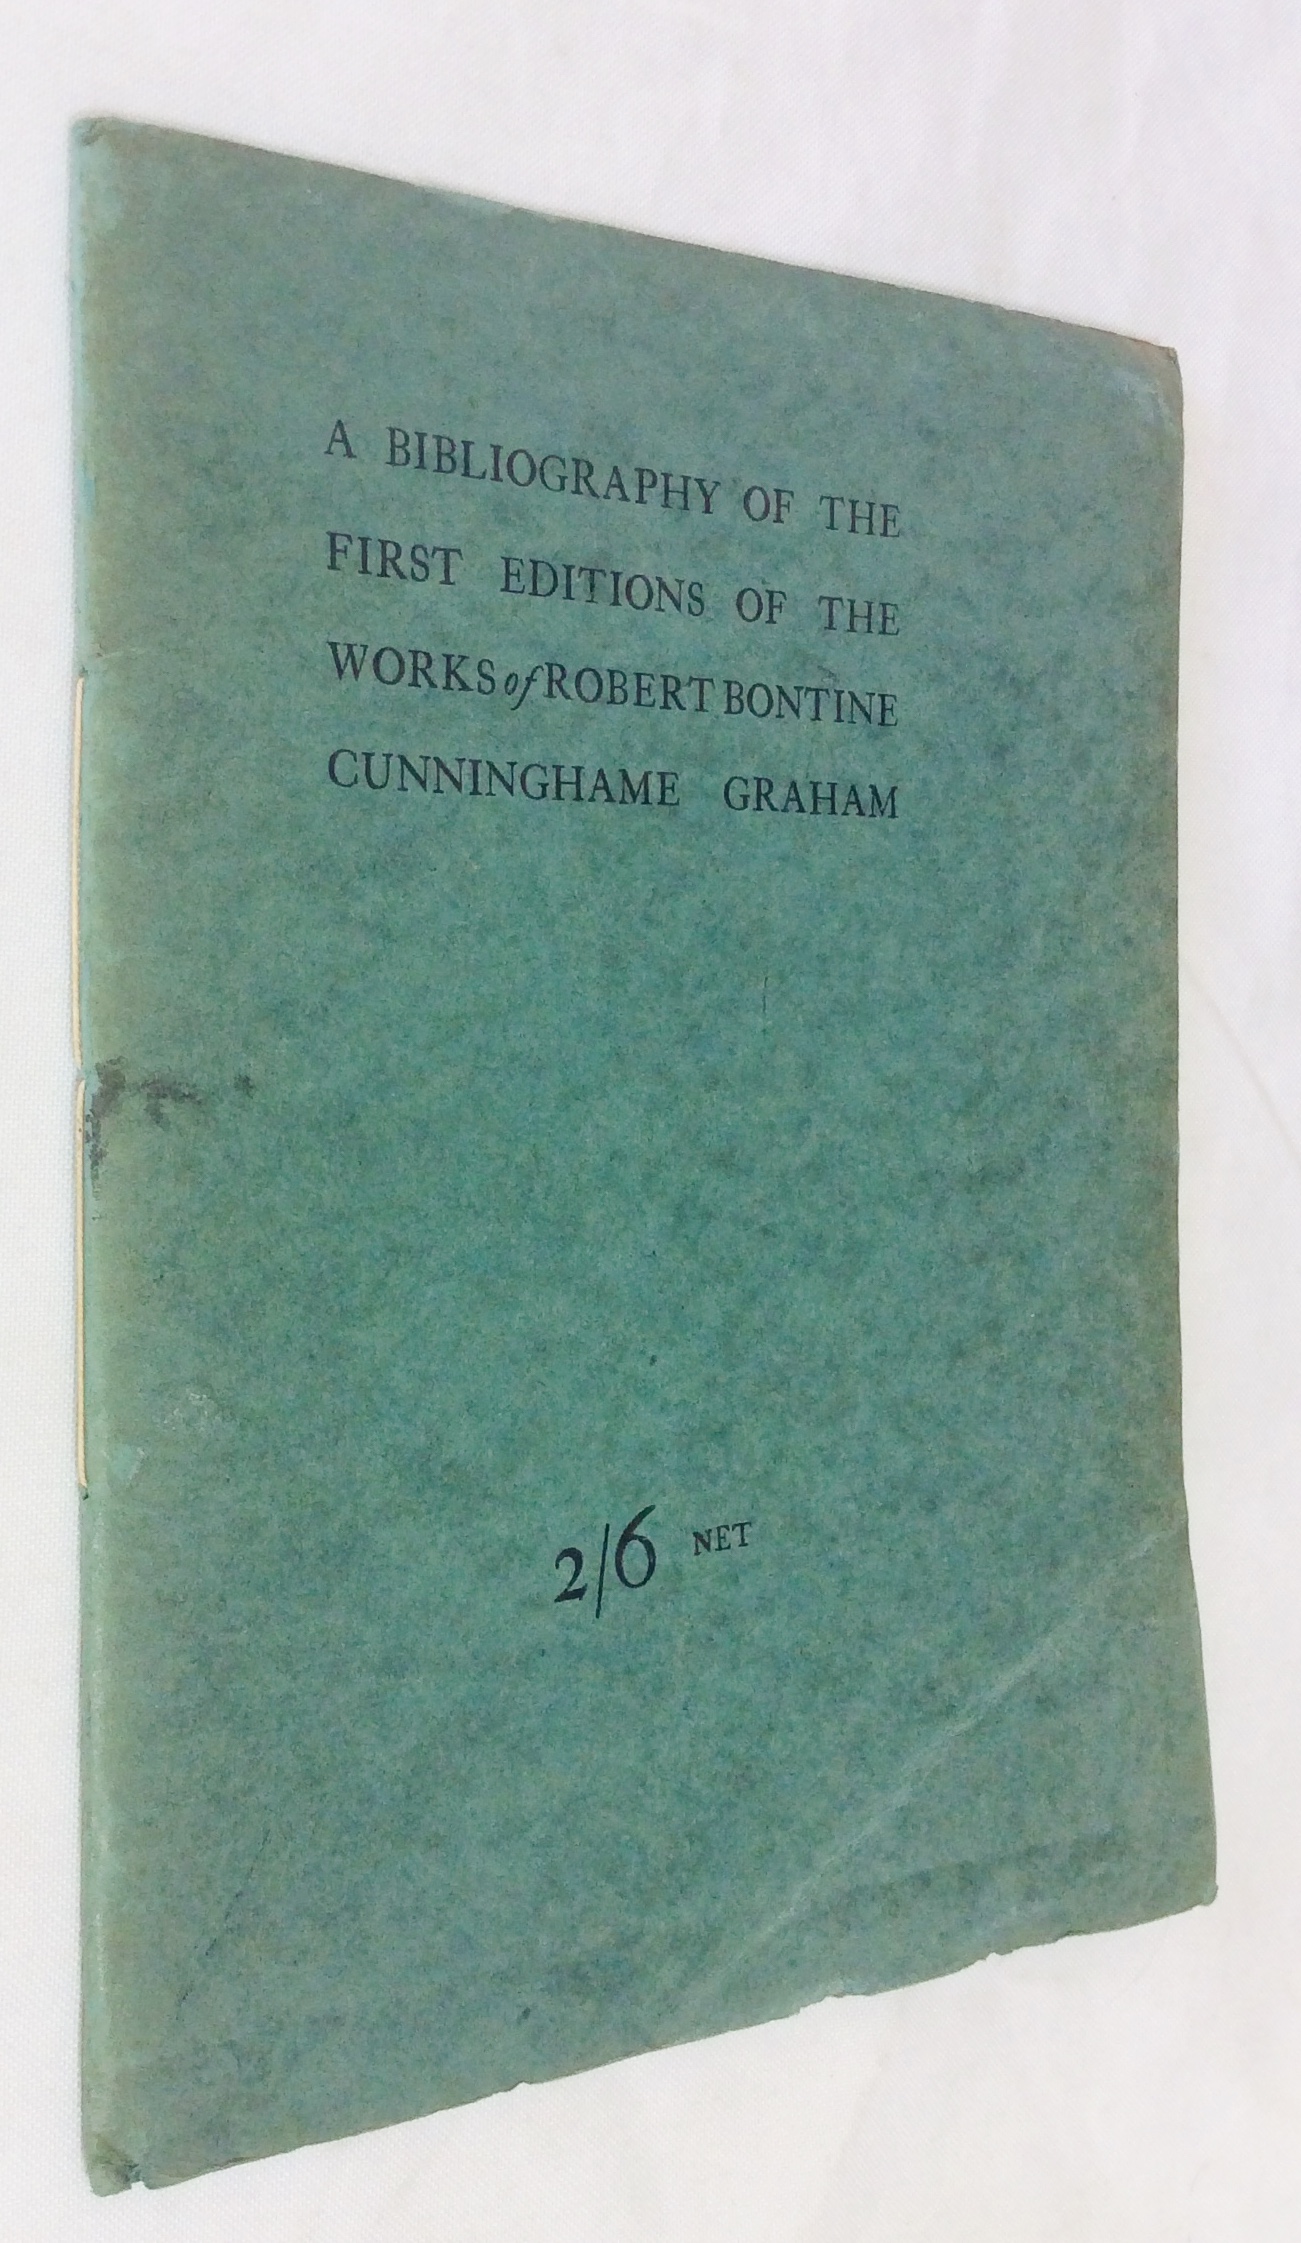 A BIBLIOGRAPHY OF THE
FIRST EDITIONS OF THE
WORKS of ROBERT BONTINE
CUNNINGHAME GRAHAM
2/6 NET